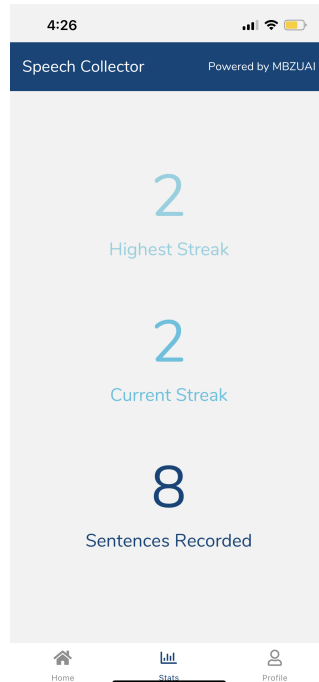 4:26
Speech Collector Powered by MBZUAI
2
Highest Streak
2
Current Streak
8
Sentences Recorded
Home Stats Profile